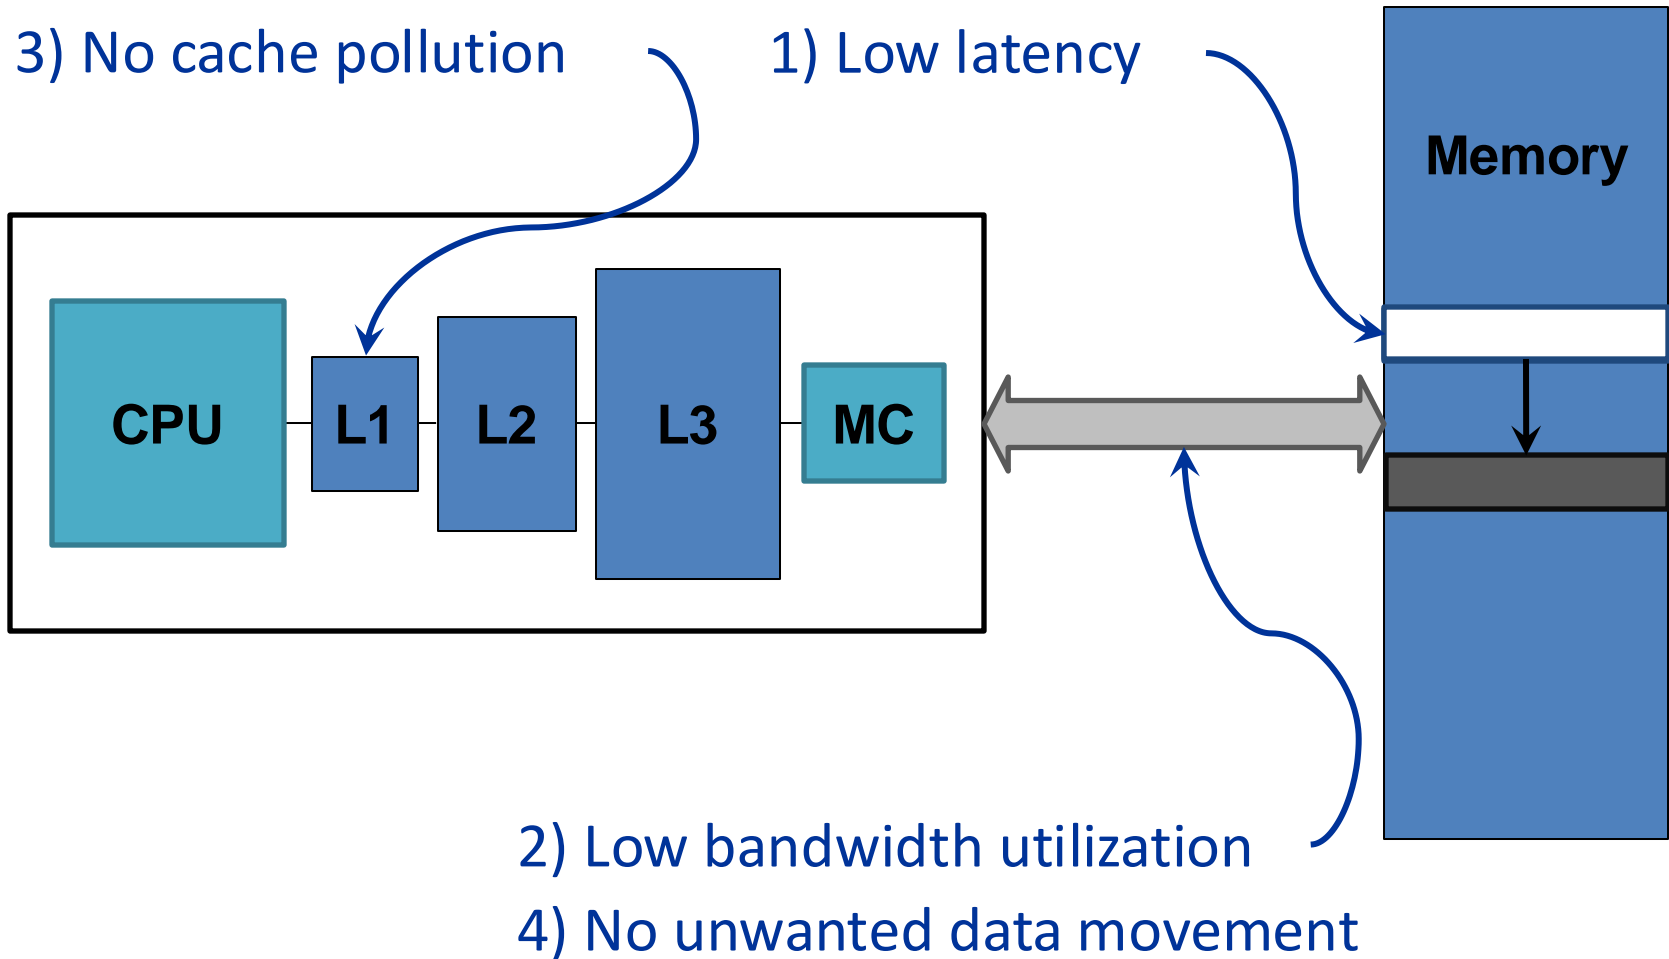 3) No cache pollution
1) Low latency
Memory
CPU
L1
L2
L3
MC
2) Low bandwidth utilization
4) No unwanted data movement